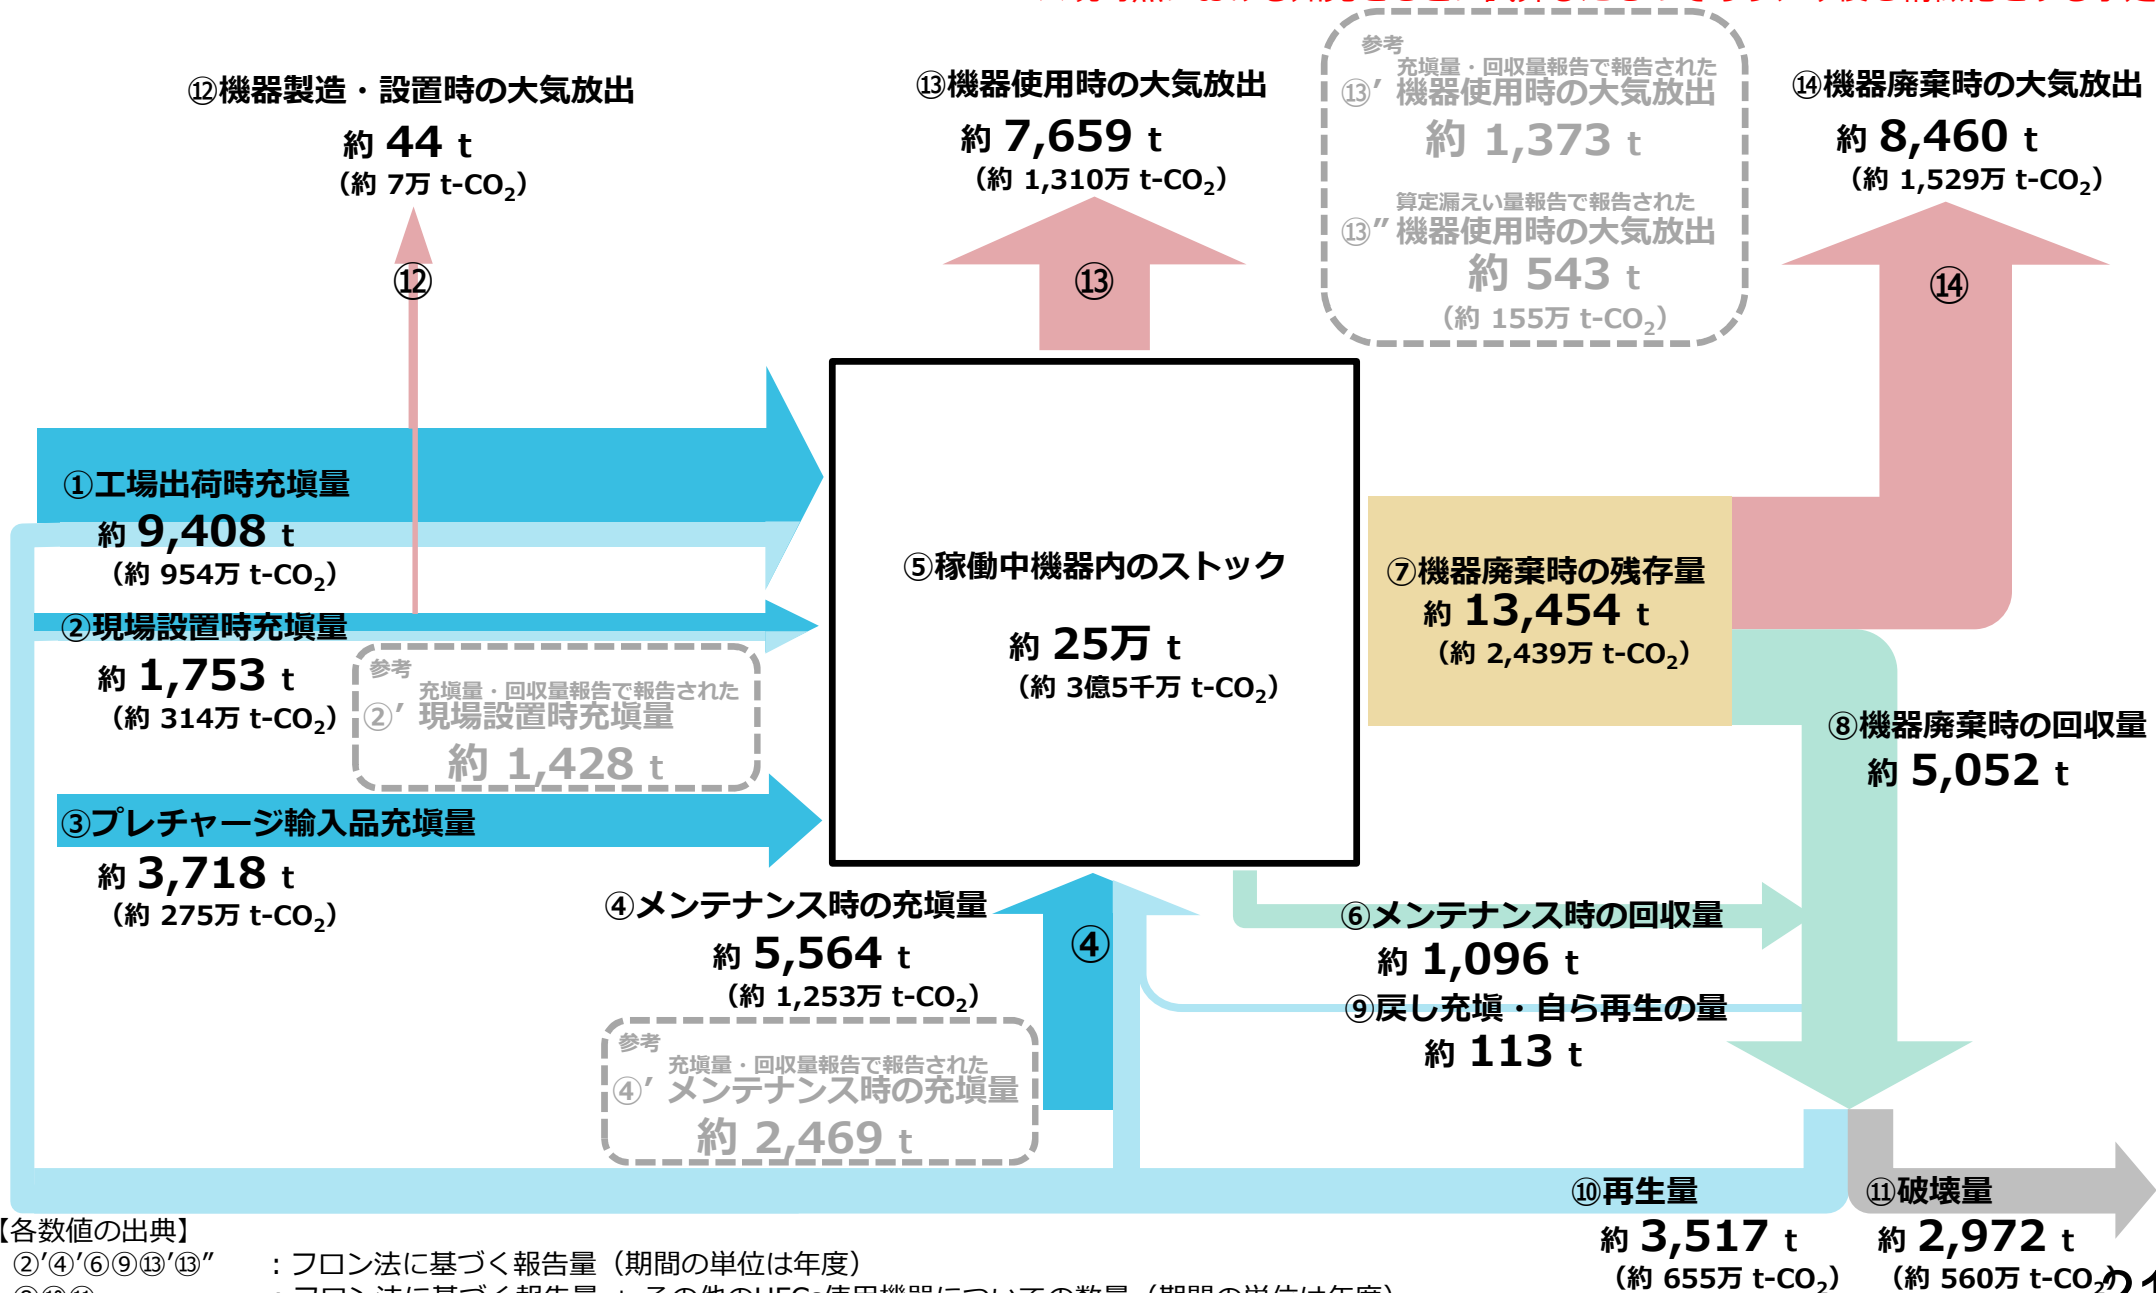 ⑫機器製造・設置時の大気放出
約 44 t
（約 7万 t-CO₂）
⑫
⑬機器使用時の大気放出
約 7,659 t
（約 1,310万 t-CO₂）
⑬
参考
充塡量・回収量報告で報告された
⑬’ 機器使用時の大気放出
約 1,373 t
算定漏えい量報告で報告された
⑬” 機器使用時の大気放出
約 543 t
（約 155万 t-CO₂）
⑭機器廃棄時の大気放出
約 8,460 t
（約 1,529万 t-CO₂）
⑭
①工場出荷時充塡量
約 9,408 t
（約 954万 t-CO₂）
②現場設置時充塡量
約 1,753 t
（約 314万 t-CO₂）
参考
充塡量・回収量報告で報告された
②’ 現場設置時充塡量
約 1,428 t
③プレチャージ輸入品充塡量
約 3,718 t
（約 275万 t-CO₂）
⑤稼働中機器内のストック
約 25万 t
（約 3億5千万 t-CO₂）
⑦機器廃棄時の残存量
約 13,454 t
（約 2,439万 t-CO₂）
⑧機器廃棄時の回収量
約 5,052 t
④メンテナンス時の充塡量
約 5,564 t
（約 1,253万 t-CO₂）
④
参考
充塡量・回収量報告で報告された
④’ メンテナンス時の充塡量
約 2,469 t
⑥メンテナンス時の回収量
約 1,096 t
⑨戻し充塡・自ら再生の量
約 113 t
⑩再生量
約 3,517 t
（約 655万 t-CO₂）
⑪破壊量
約 2,972 t
（約 560万 t-CO₂）
【各数値の出典】
②’④’⑥⑨⑬’⑬” ：フロン法に基づく報告量（期間の単位は年度）